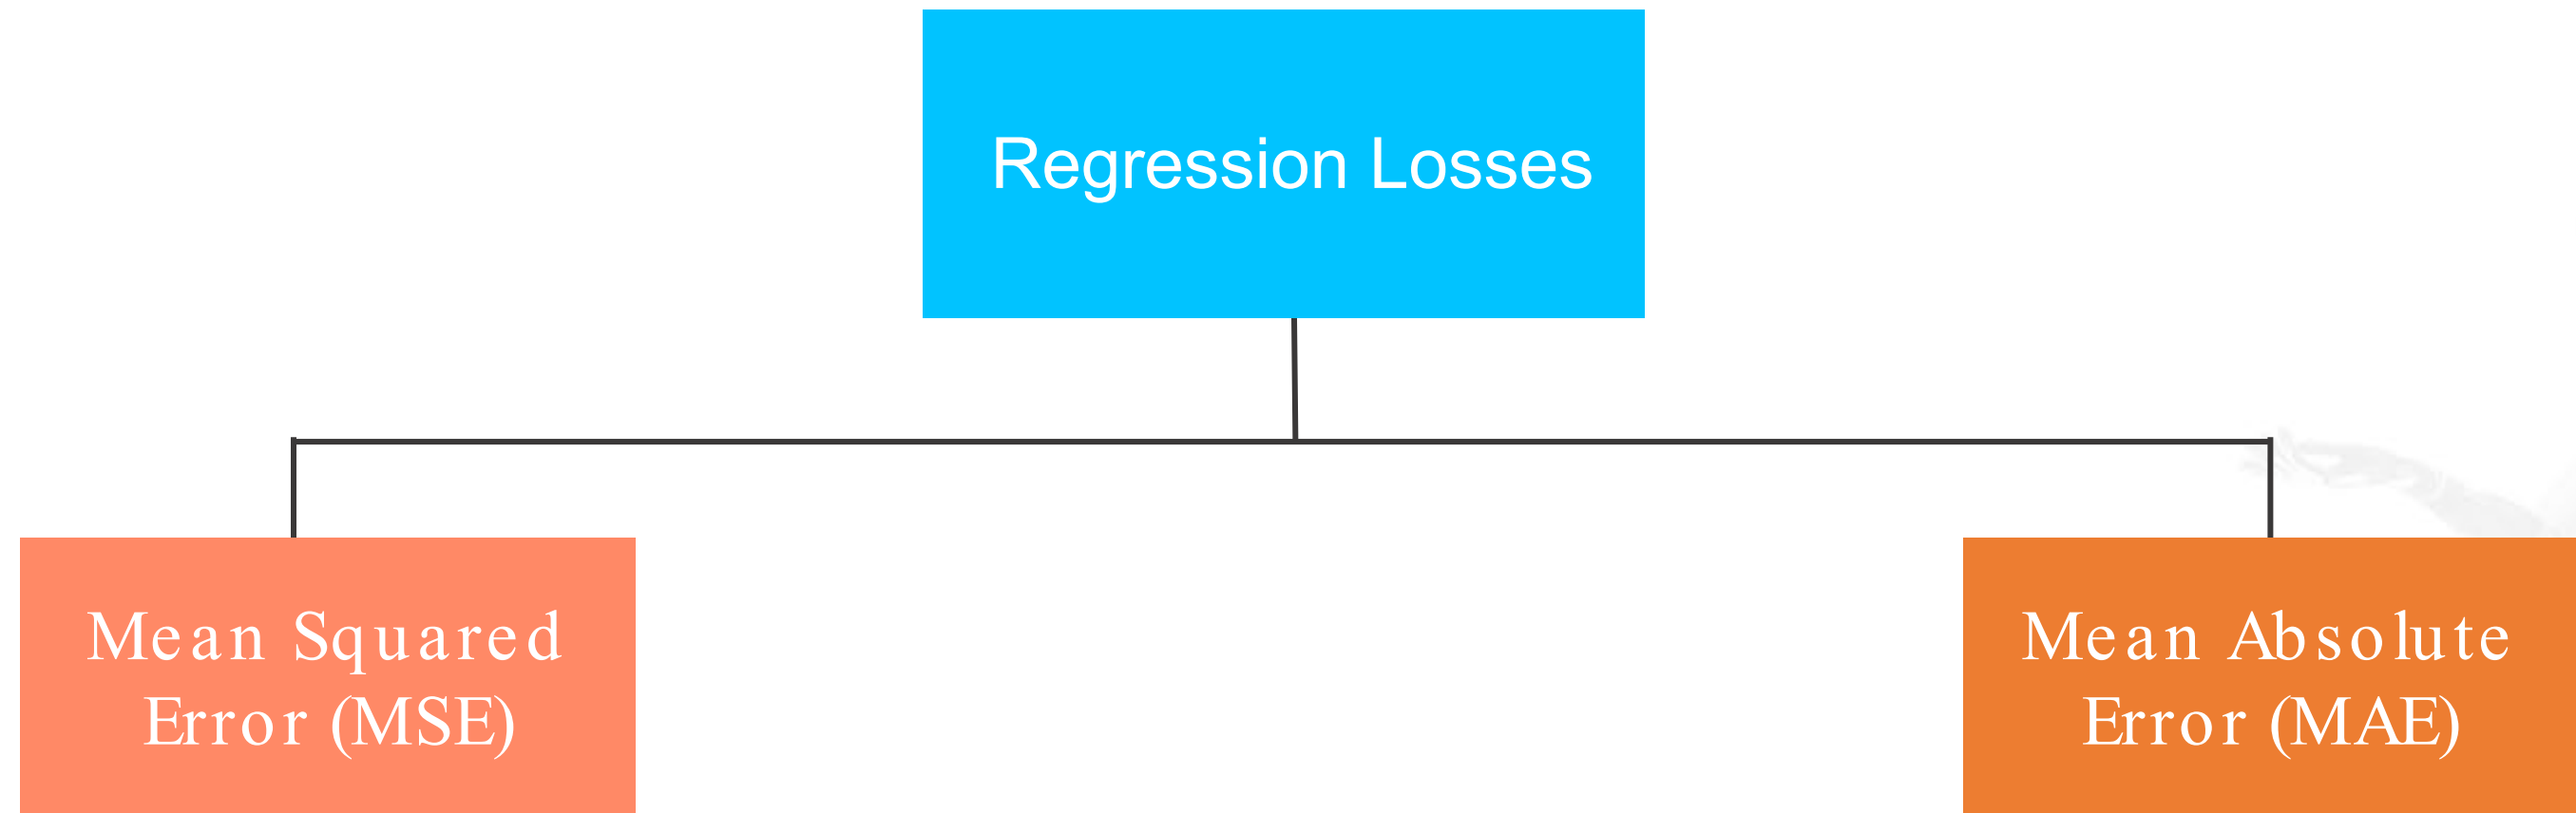 Regression Losses
Mean Squared
Error (MSE)
Mean Absolute
Error (MAE)